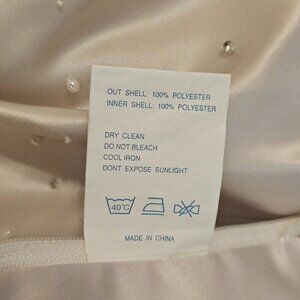 OUT SHELL: 100% POLYESTER
INNER SHELL: 100% POLYESTER
DRY CLEAN
DO NOT BLEACH
COOL IRON
DONT EXPOSE SUNLIGHT
40°C
MADE IN CHINA